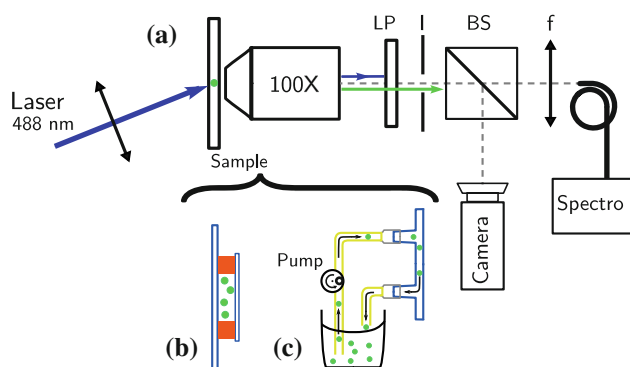 (a)
LP
I
BS
f
100X
Laser
488 nm
Sample
Spectro
Camera
Pump
(b)
(c)